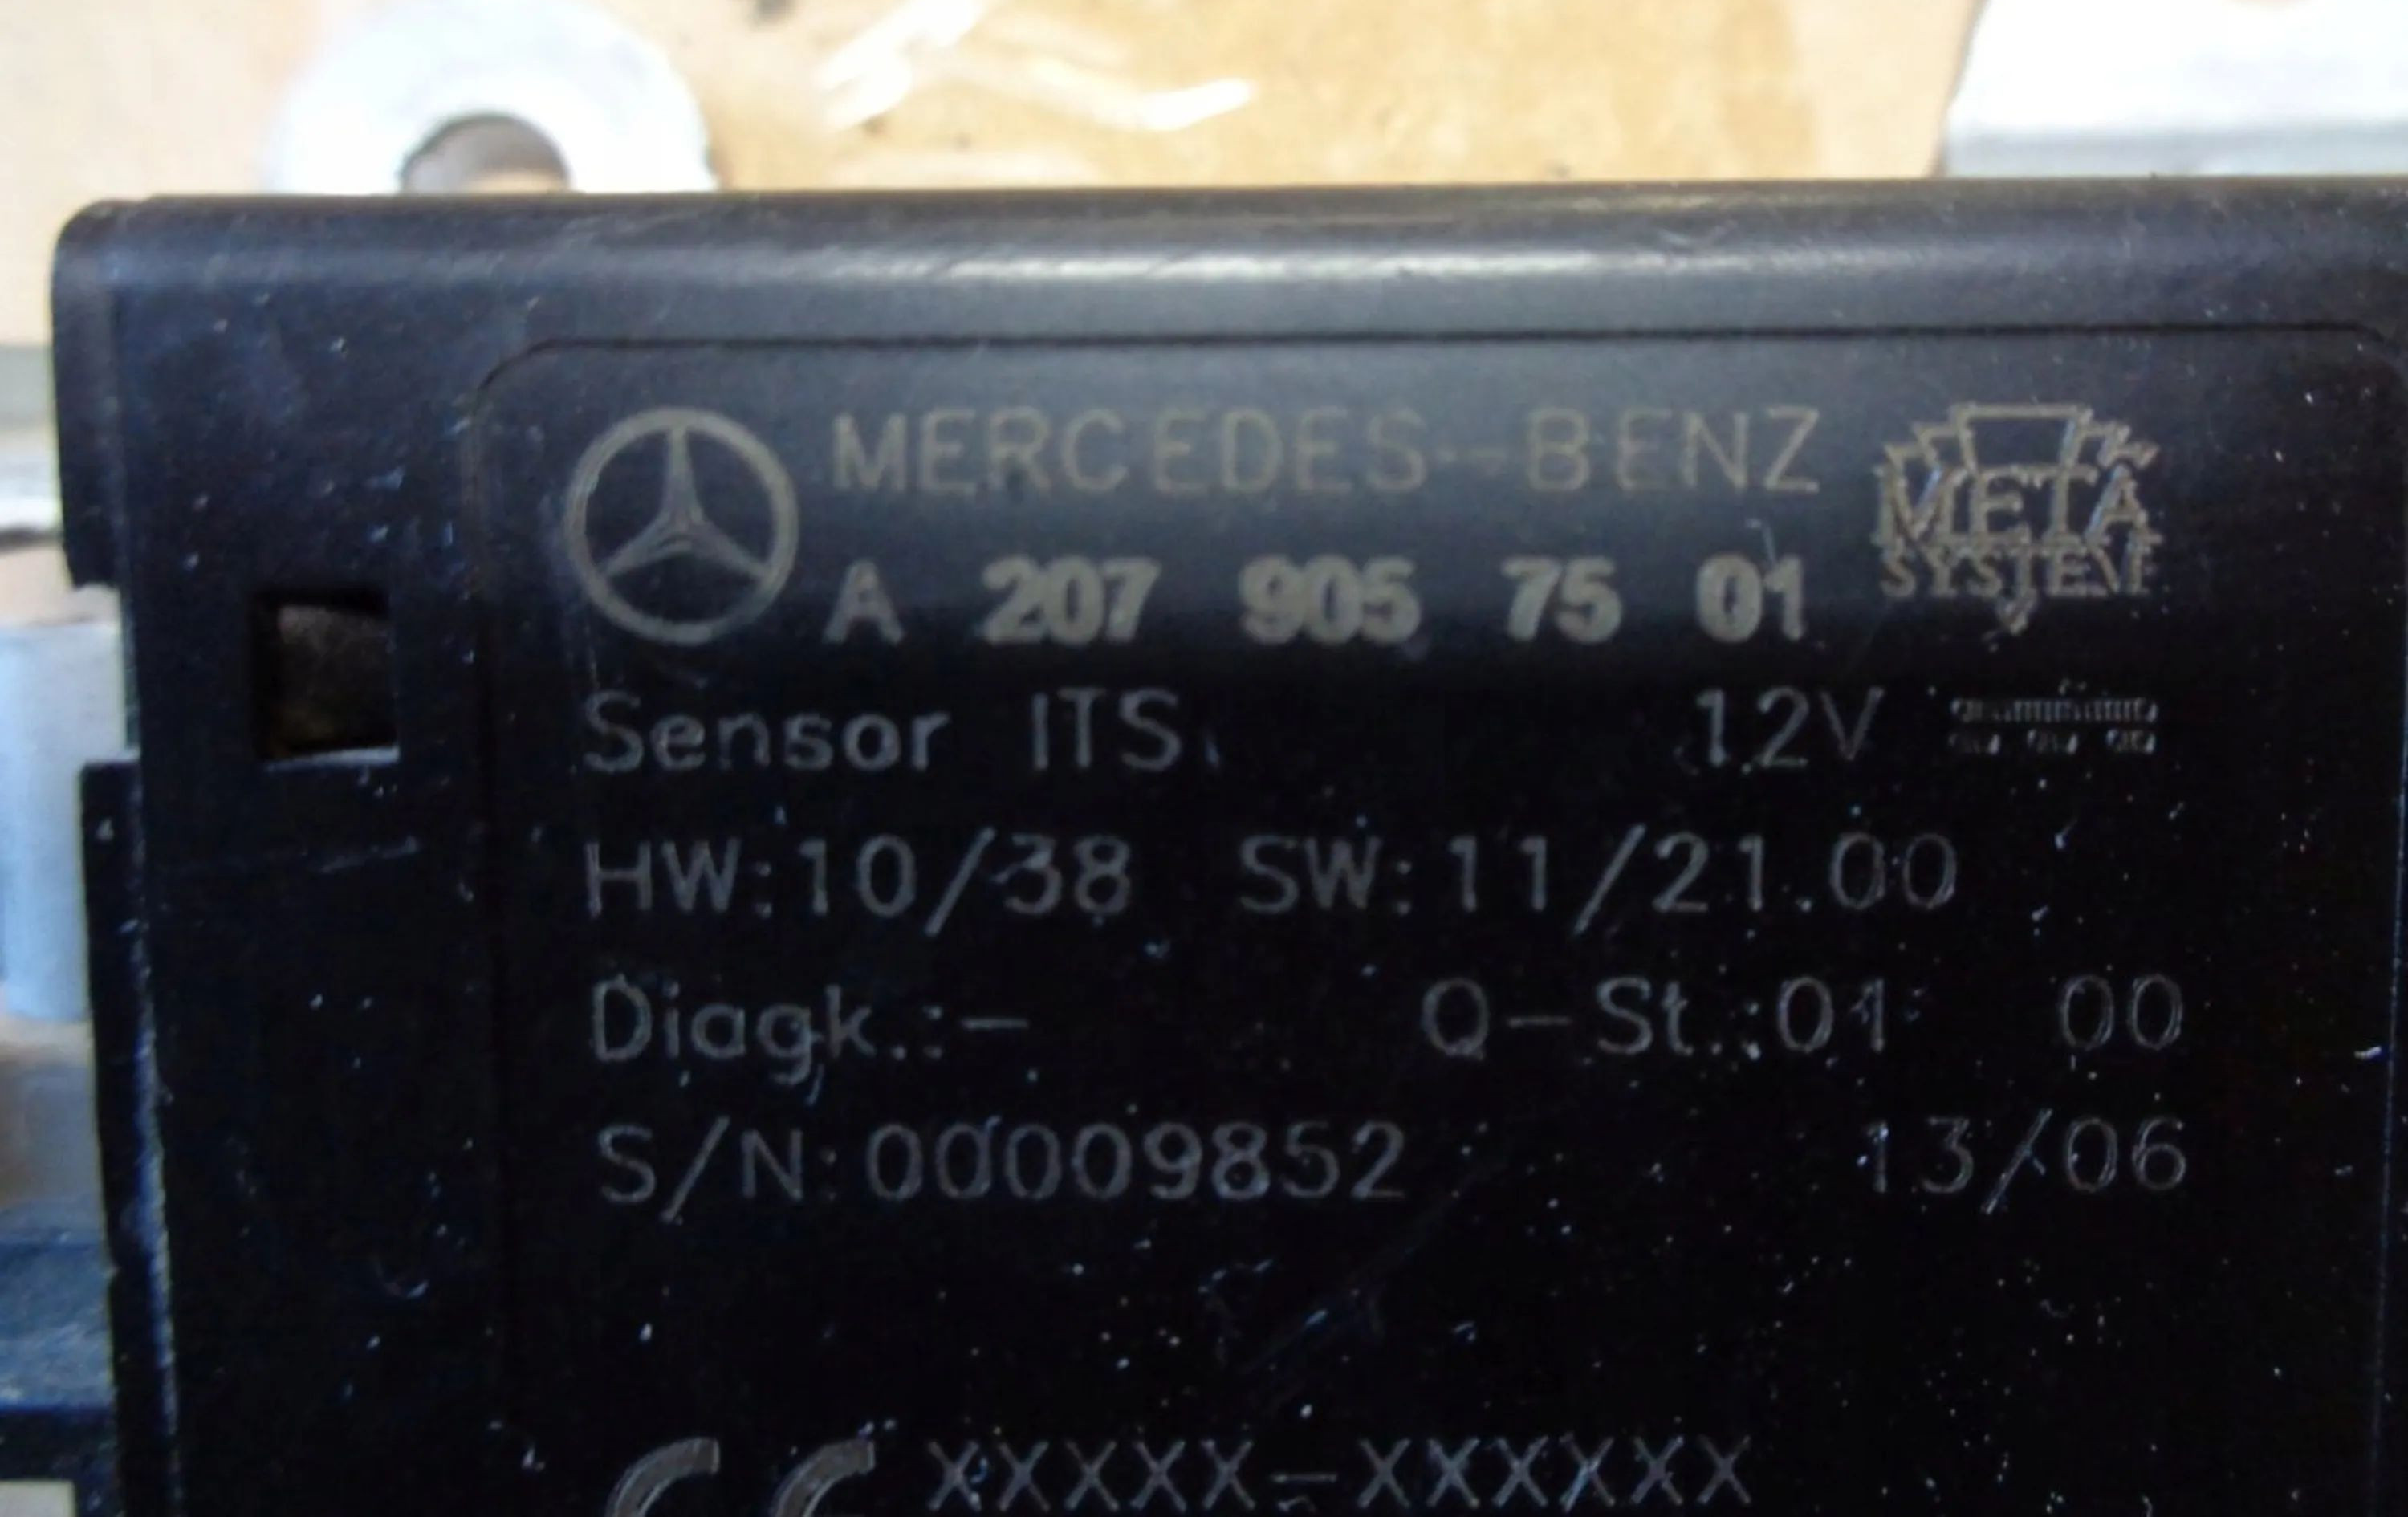 MERCEDES-BENZ
META
SYSTEM
A 207 905 75 01
Sensor ITS 12V
HW:10/38 SW:11/21.00
Diagk.:- Q-St.:01 00
S/N:00009852 13/06
CE XXXXX-XXXXXX